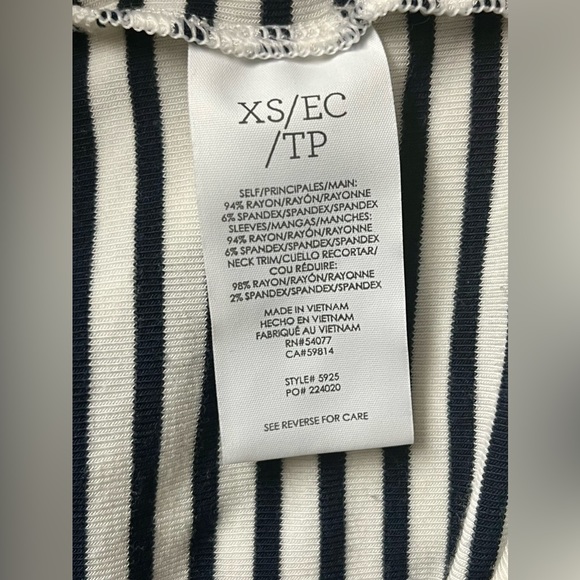 XS/EC
/TP
SELF/PRINCIPALES/MAIN:
94% RAYON/RAYÓN/RAYONNE
6% SPANDEX/SPANDEX/SPANDEX
SLEEVES/MANGAS/MANCHES:
94% RAYON/RAYÓN/RAYONNE
6% SPANDEX/SPANDEX/SPANDEX
NECK TRIM/CUELLO RECORTAR/
COU RÉDUIRE:
98% RAYON/RAYÓN/RAYONNE
2% SPANDEX/SPANDEX/SPANDEX
MADE IN VIETNAM
HECHO EN VIETNAM
FABRIQUÉ AU VIETNAM
RN#54077
CA#59814
STYLE# 5925
PO# 224020
SEE REVERSE FOR CARE